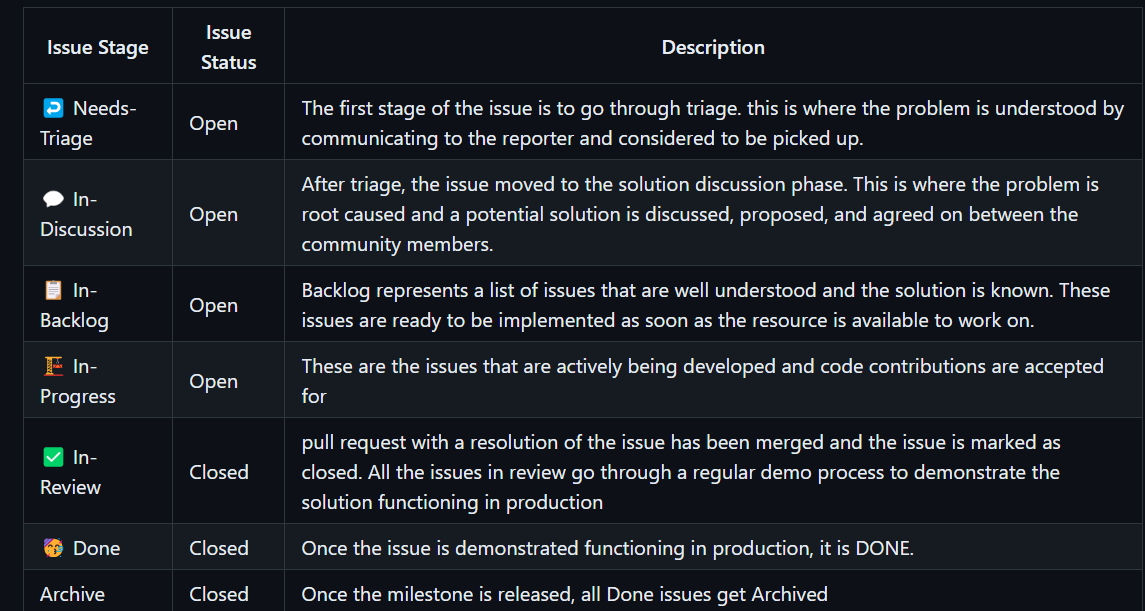 Issue Stage
Issue
Status
Description
Needs-
Triage
Open
The first stage of the issue is to go through triage. this is where the problem is understood by
communicating to the reporter and considered to be picked up.
In-
Discussion
Open
After triage, the issue moved to the solution discussion phase. This is where the problem is
root caused and a potential solution is discussed, proposed, and agreed on between the
community members.
In-
Backlog
Open
Backlog represents a list of issues that are well understood and the solution is known. These
issues are ready to be implemented as soon as the resource is available to work on.
In-
Progress
Open
These are the issues that are actively being developed and code contributions are accepted
for
In-
Review
Closed
pull request with a resolution of the issue has been merged and the issue is marked as
closed. All the issues in review go through a regular demo process to demonstrate the
solution functioning in production
Done
Closed
Once the issue is demonstrated functioning in production, it is DONE.
Archive
Closed
Once the milestone is released, all Done issues get Archived